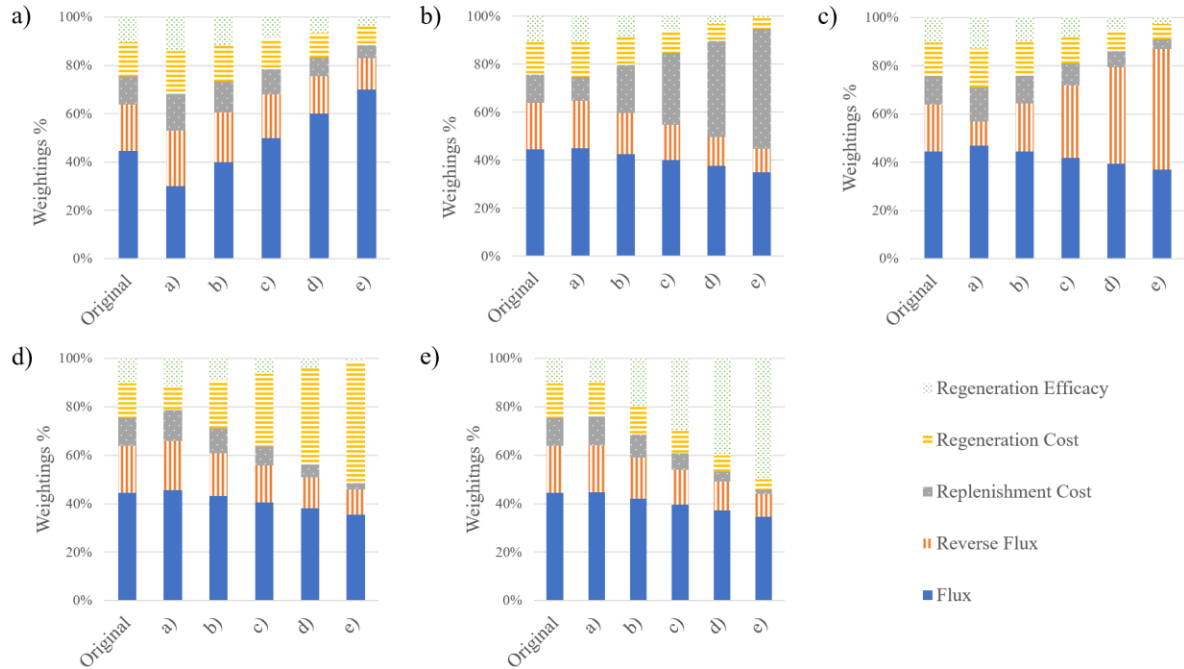 a)
Weightings %
100%
80%
60%
40%
20%
0%
Original
a)
b)
c)
d)
e)
b)
Weighings %
100%
80%
60%
40%
20%
0%
Original
a)
b)
c)
d)
e)
c)
Weightings %
100%
80%
60%
40%
20%
0%
Original
a)
b)
c)
d)
e)
d)
Weightings %
100%
80%
60%
40%
20%
0%
Original
a)
b)
c)
d)
e)
e)
Weighitngs %
100%
80%
60%
40%
20%
0%
Original
a)
b)
c)
d)
e)
Regeneration Efficacy
Regeneration Cost
Replenishment Cost
Reverse Flux
Flux